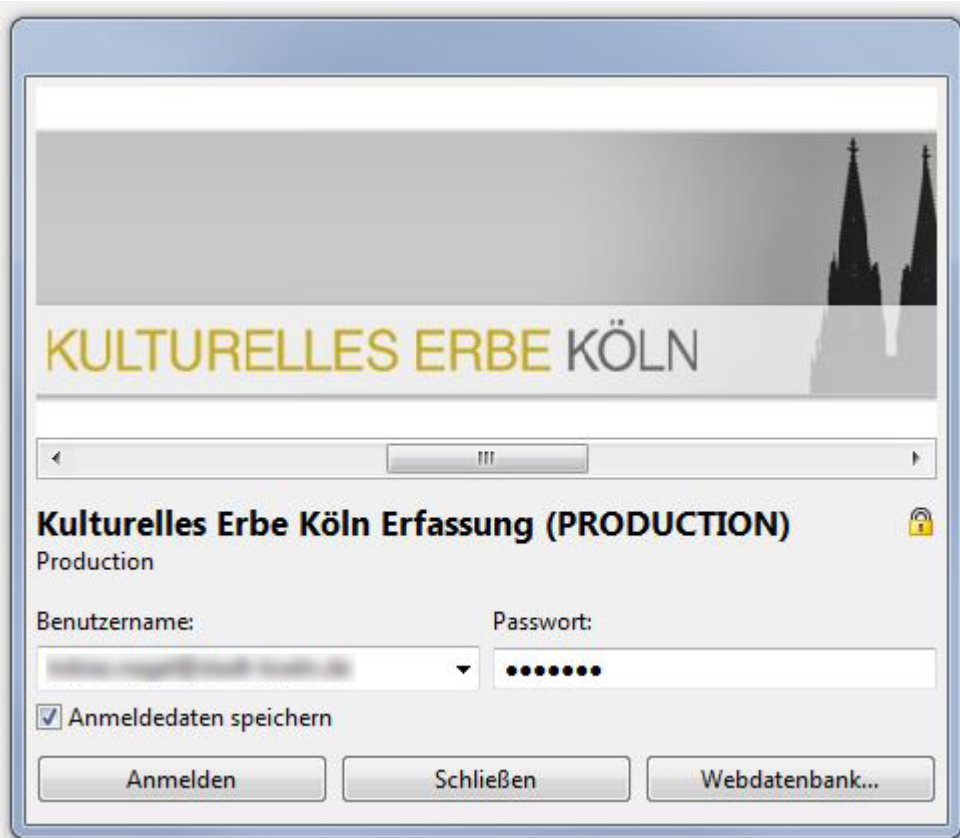 KULTURELLES ERBE KÖLN
Kulturelles Erbe Köln Erfassung (PRODUCTION)
Production
Benutzername: Passwort:
•••••••
Anmeldedaten speichern
Anmelden Schließen Webdatenbank...